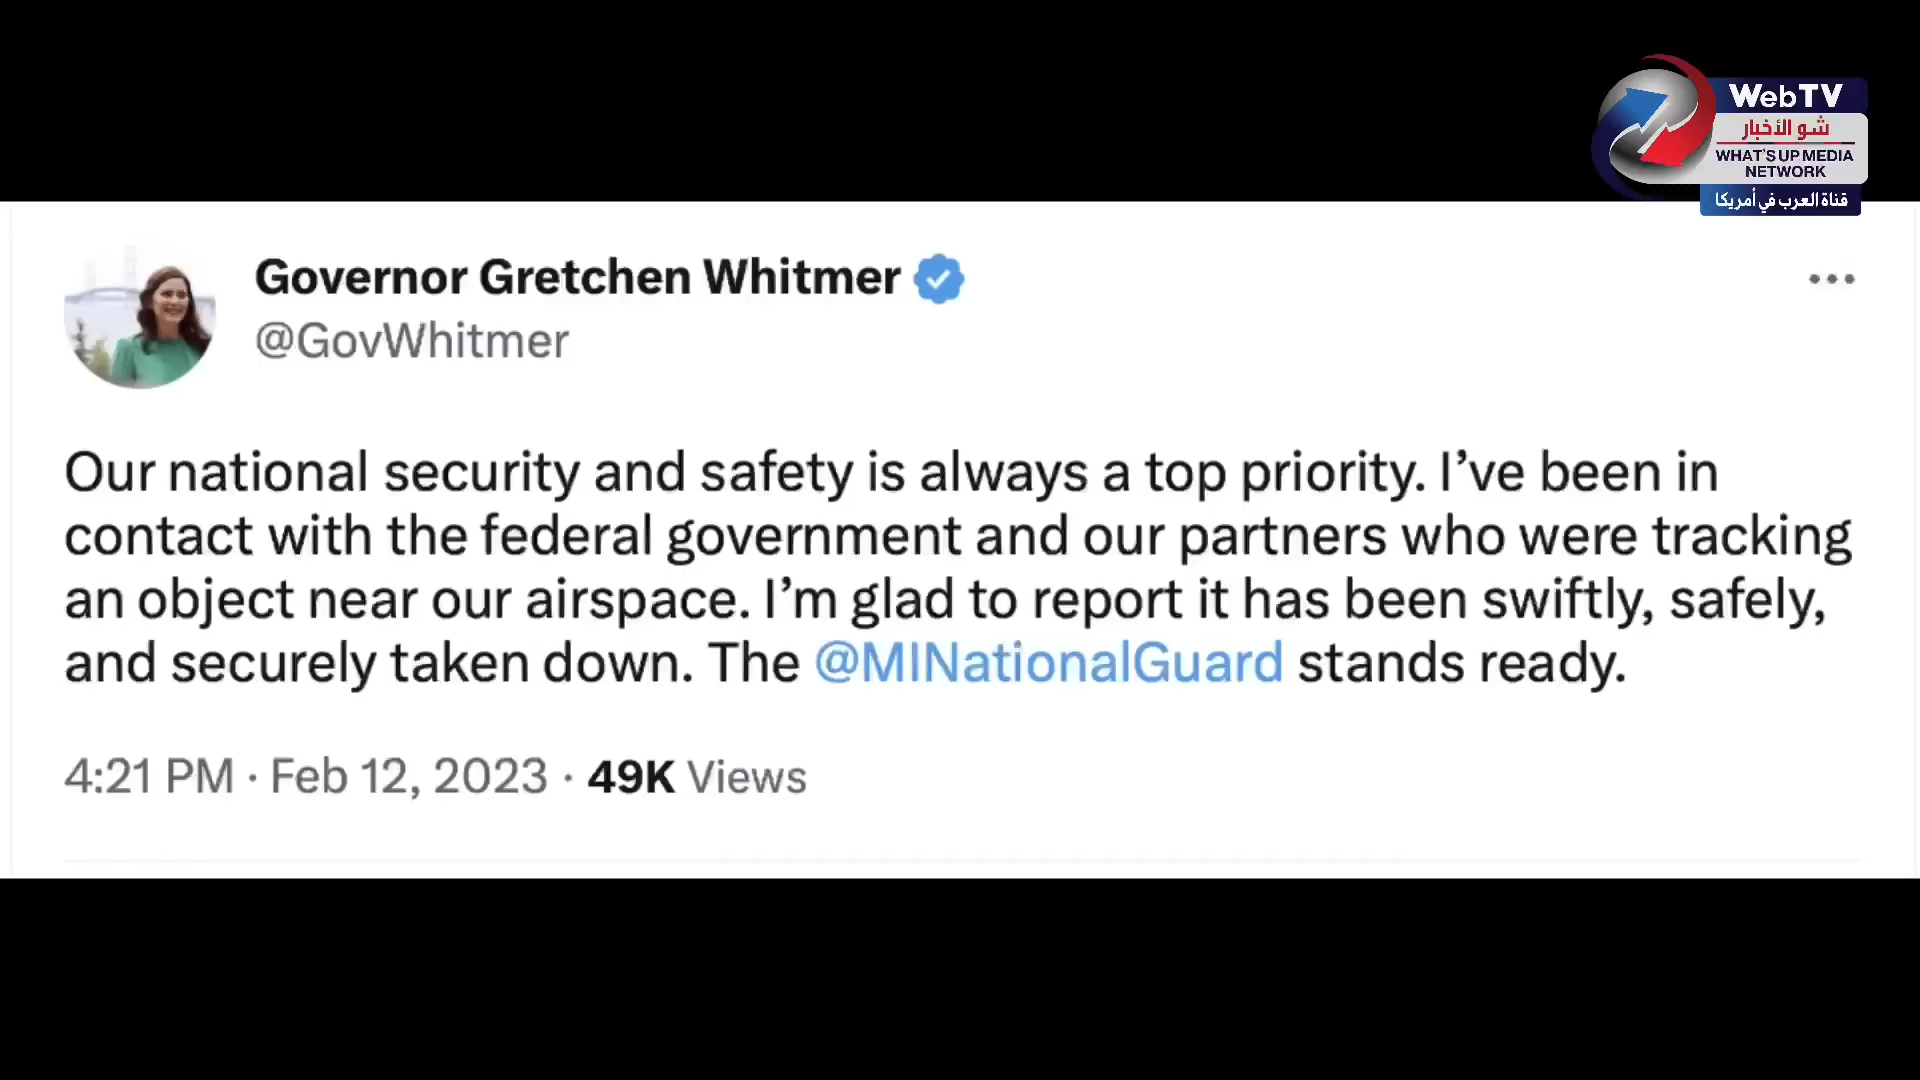 WebTV
شو الأخبار
WHAT'S UP MEDIA
NETWORK
قناة العرب في أمريكا
Governor Gretchen Whitmer
@GovWhitmer
Our national security and safety is always a top priority. I’ve been in
contact with the federal government and our partners who were tracking
an object near our airspace. I’m glad to report it has been swiftly, safely,
and securely taken down. The @MINationalGuard stands ready.
4:21 PM · Feb 12, 2023 · 49K Views